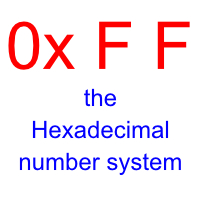 0x F F
the
Hexadecimal
number system